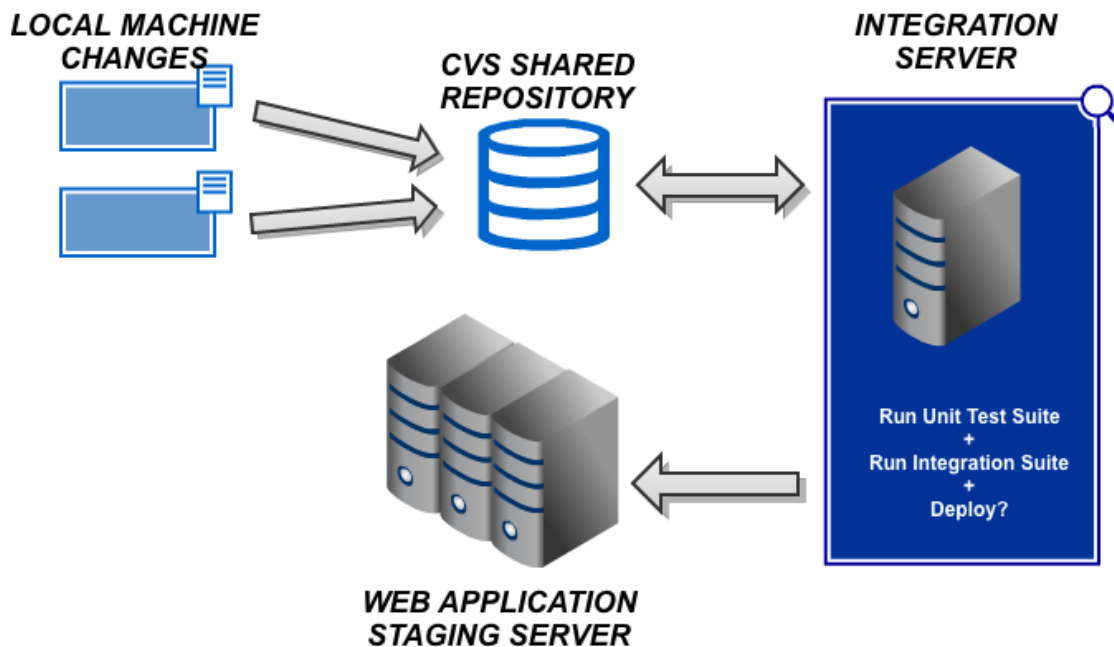 LOCAL MACHINE
CHANGES
CVS SHARED
REPOSITORY
INTEGRATION
SERVER
Run Unit Test Suite
+
Run Integration Suite
+
Deploy?
WEB APPLICATION
STAGING SERVER